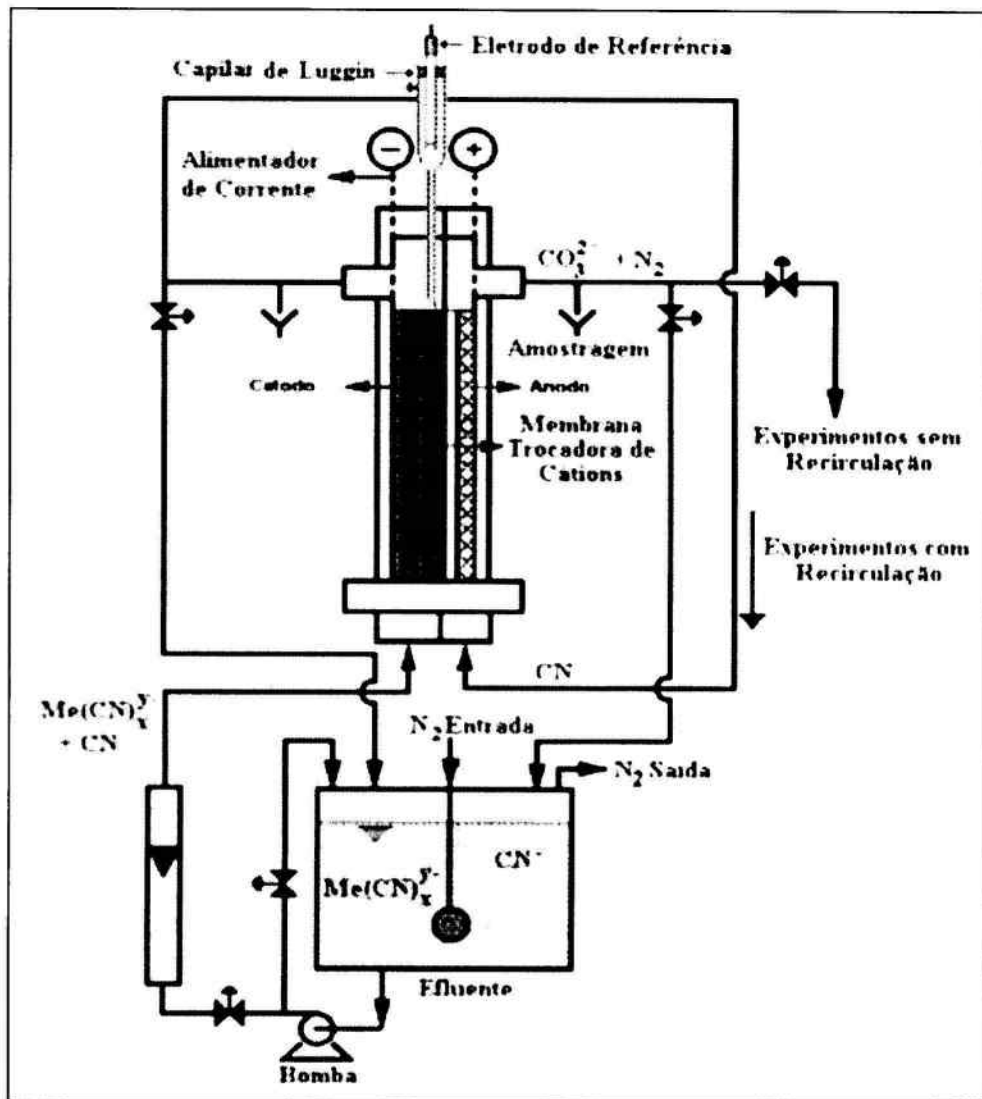 Eletrodo de Referência
Capilar de Luggin
−
+
Alimentador
de Corrente
CO₃²⁻ + N₂
Amostragem
Catodo
Anodo
Membrana
Trocadora de
Cations
Experimentos sem
Recirculação
Experimentos com
Recirculação
CN
Me(CN)ₓʸ
+ CN
N₂ Entrada
N₂ Saída
CN⁻
Me(CN)ₓʸ⁻
Efluente
Bomba